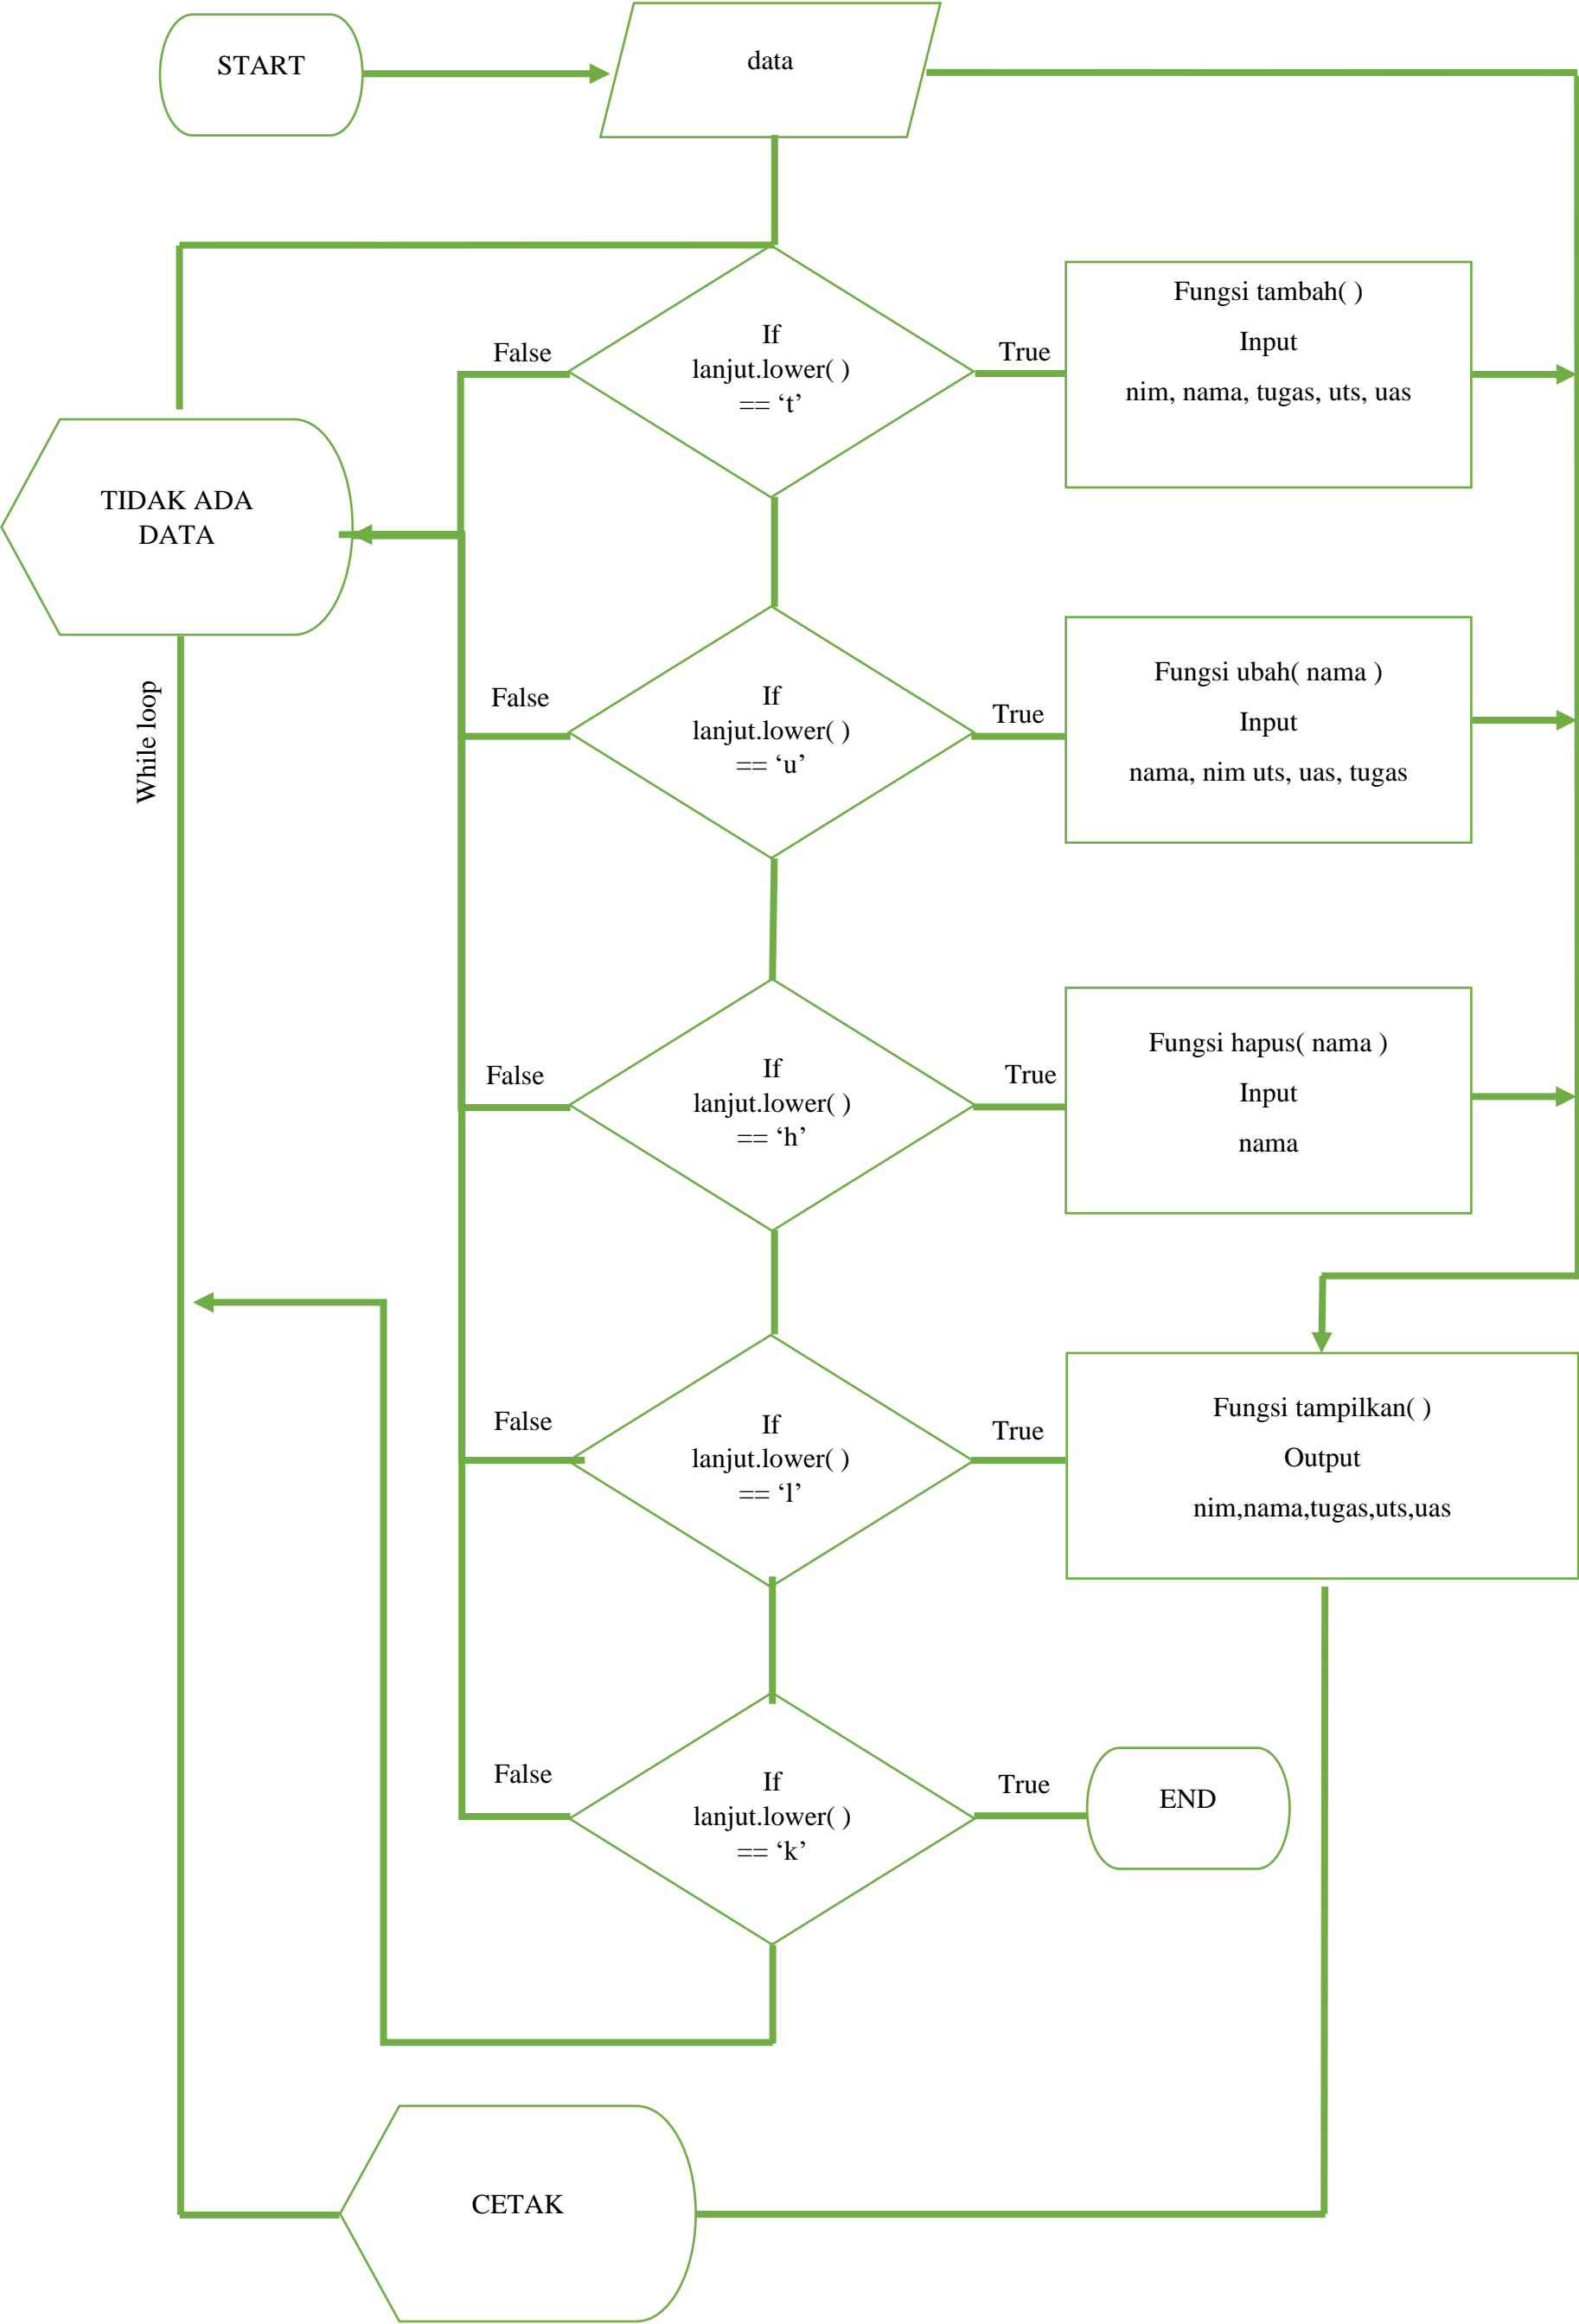 START
data
If
lanjut.lower( )
== ‘t’
False
True
Fungsi tambah( )
Input
nim, nama, tugas, uts, uas
TIDAK ADA
DATA
While loop
If
lanjut.lower( )
== ‘u’
False
True
Fungsi ubah( nama )
Input
nama, nim uts, uas, tugas
If
lanjut.lower( )
== ‘h’
False
True
Fungsi hapus( nama )
Input
nama
If
lanjut.lower( )
== ‘l’
False
True
Fungsi tampilkan( )
Output
nim,nama,tugas,uts,uas
If
lanjut.lower( )
== ‘k’
False
True
END
CETAK